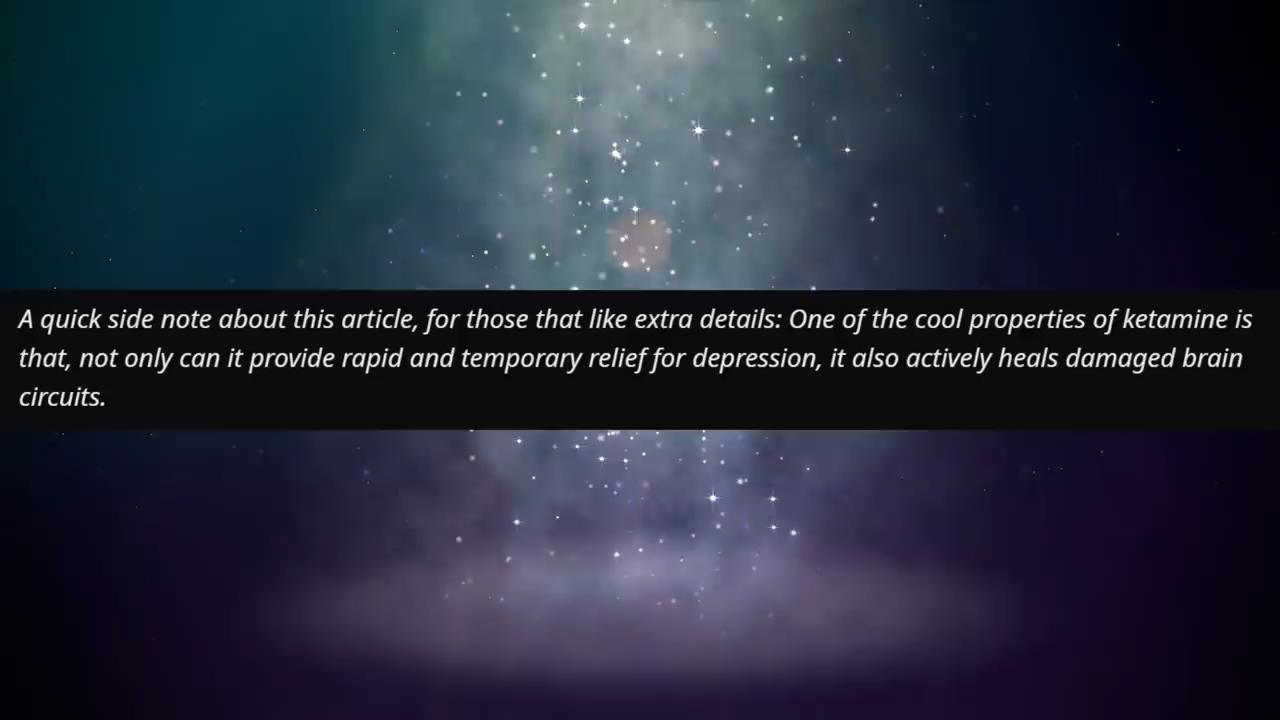 A quick side note about this article, for those that like extra details: One of the cool properties of ketamine is
that, not only can it provide rapid and temporary relief for depression, it also actively heals damaged brain
circuits.